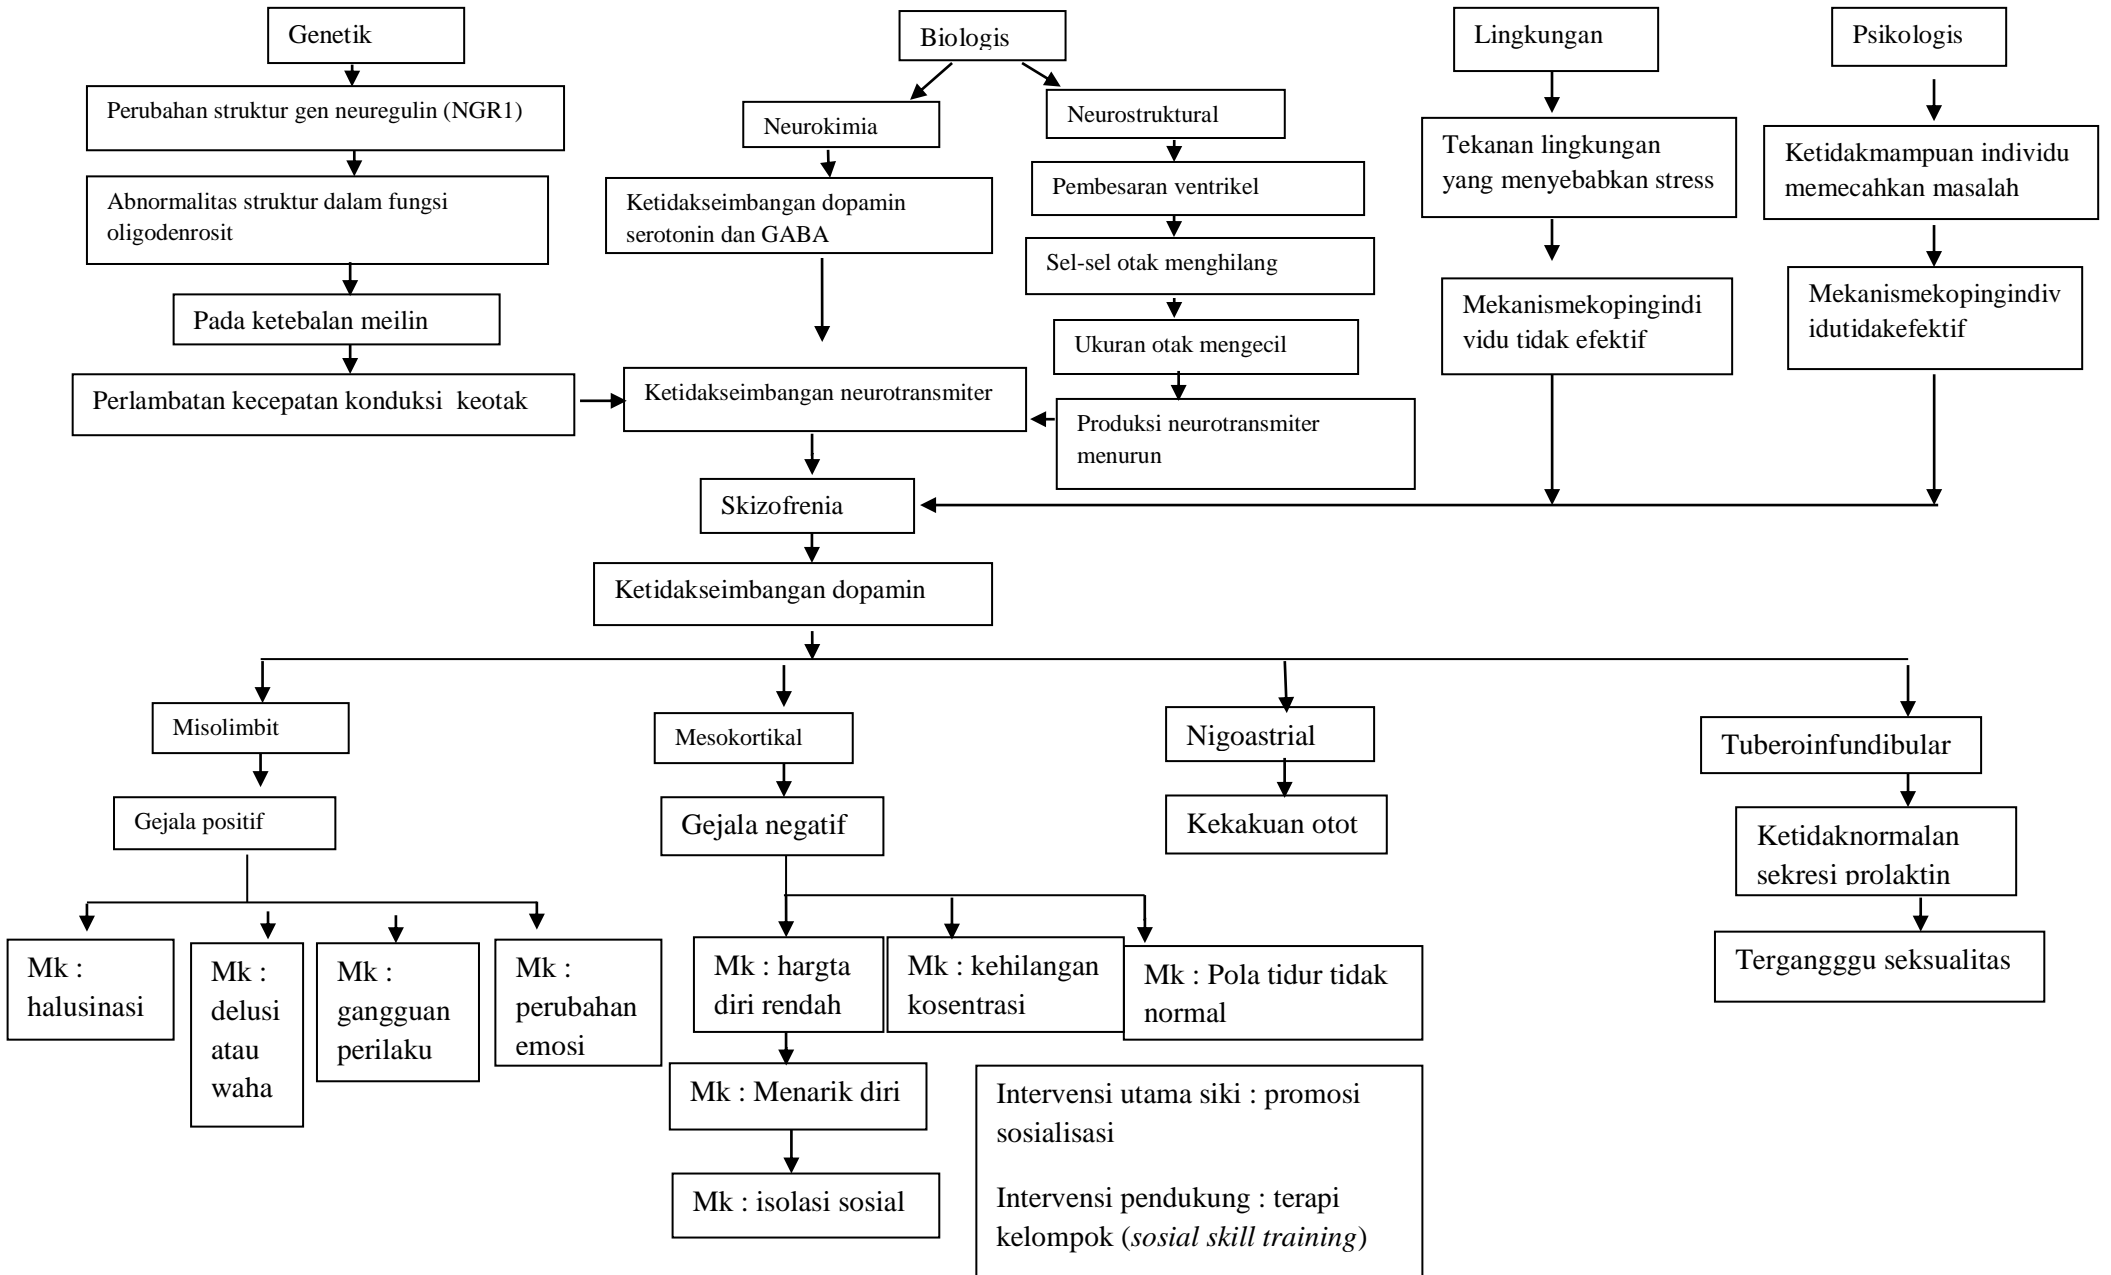 Genetik
Biologis
Lingkungan
Psikologis
Perubahan struktur gen neuregulin (NGR1)
Neurokimia
Neurostruktural
Tekanan lingkungan
yang menyebabkan stress
Ketidakmampuan individu
memecahkan masalah
Abnormalitas struktur dalam fungsi
oligodenrosit
Ketidakseimbangan dopamin
serotonin dan GABA
Pembesaran ventrikel
Sel-sel otak menghilang
Pada ketebalan meilin
Ukuran otak mengecil
Mekanismekopingindi
vidu tidak efektif
Mekanismekopingindiv
idutidakefektif
Perlambatan kecepatan konduksi  keotak
Ketidakseimbangan neurotransmiter
Produksi neurotransmiter
menurun
Skizofrenia
Ketidakseimbangan dopamin
Misolimbit
Mesokortikal
Nigoastrial
Tuberoinfundibular
Gejala positif
Gejala negatif
Kekakuan otot
Ketidaknormalan
sekresi prolaktin
Mk :
halusinasi
Mk :
delusi
atau
waha
Mk :
gangguan
perilaku
Mk :
perubahan
emosi
Mk : hargta
diri rendah
Mk : kehilangan
kosentrasi
Mk : Pola tidur tidak
normal
Tergangggu seksualitas
Mk : Menarik diri
Mk : isolasi sosial
Intervensi utama siki : promosi
sosialisasi
Intervensi pendukung : terapi
kelompok (sosial skill training)